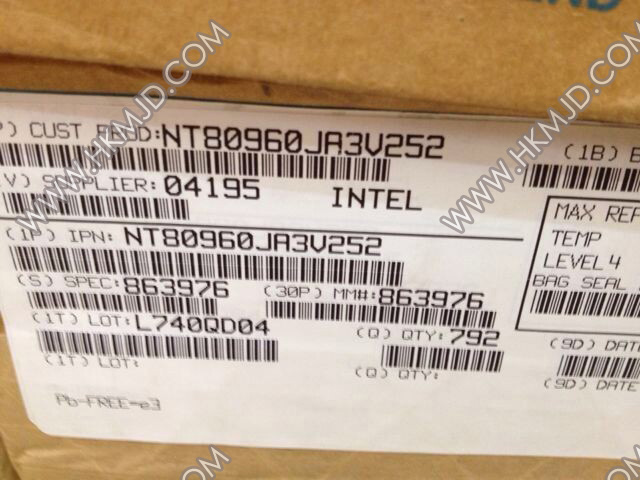 WWW.HKMJD.COM
P) CUST PROD: NT80960JA3V252
(1B)
V) SUPPLIER: 04195 INTEL
MAX
TEMP
LEVEL 4
BAG SEAL
(1P) IPN: NT80960JA3V252
(S) SPEC: 863976 (30P) MM#: 863976
(1T) LOT: L740QD04 (Q) QTY: 792 (9D) DATE
(1T) LOT: (Q) QTY: (9D) DATE
Pb-FREE-e3
WWW.HKMJD.COM